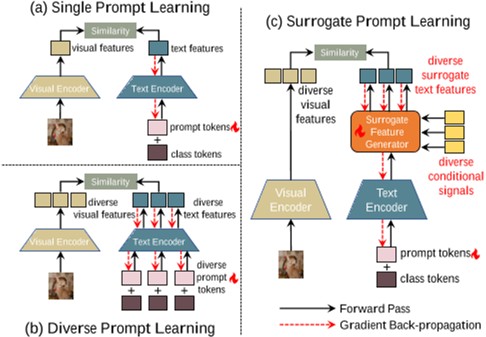 (a) Single Prompt Learning
visual features
Similarity
text features
Visual Encoder
Text Encoder
prompt tokens
+
class tokens
Similarity
diverse
visual features
diverse
text features
Visual Encoder
Text Encoder
diverse
prompt
tokens
+ + +
class tokens
(b) Diverse Prompt Learning
(c) Surrogate Prompt Learning
Similarity
diverse
surrogate
text features
diverse
visual
features
Surrogate
Feature
Generator
diverse
conditional
signals
Visual
Encoder
Text
Encoder
prompt tokens
+
class tokens
Forward Pass
Gradient Back-propagation